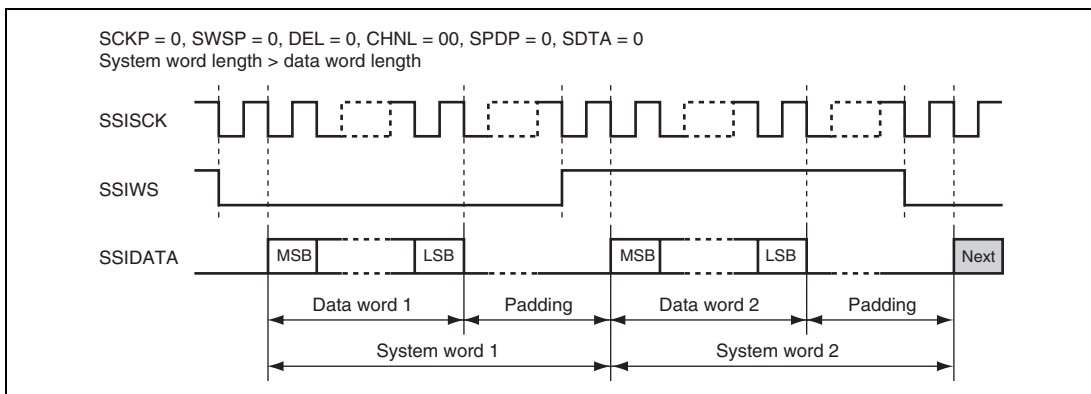 SCKP = 0, SWSP = 0, DEL = 0, CHNL = 00, SPDP = 0, SDTA = 0
System word length > data word length
SSISCK
SSIWS
SSIDATA
MSB
LSB
MSB
LSB
Next
Data word 1
Padding
Data word 2
Padding
System word 1
System word 2